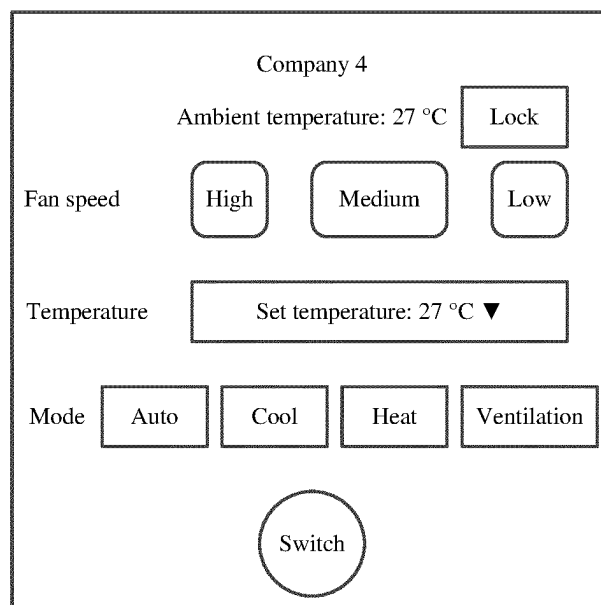 Company 4
Ambient temperature: 27 °C Lock
Fan speed High Medium Low
Temperature Set temperature: 27 °C ▼
Mode Auto Cool Heat Ventilation
Switch